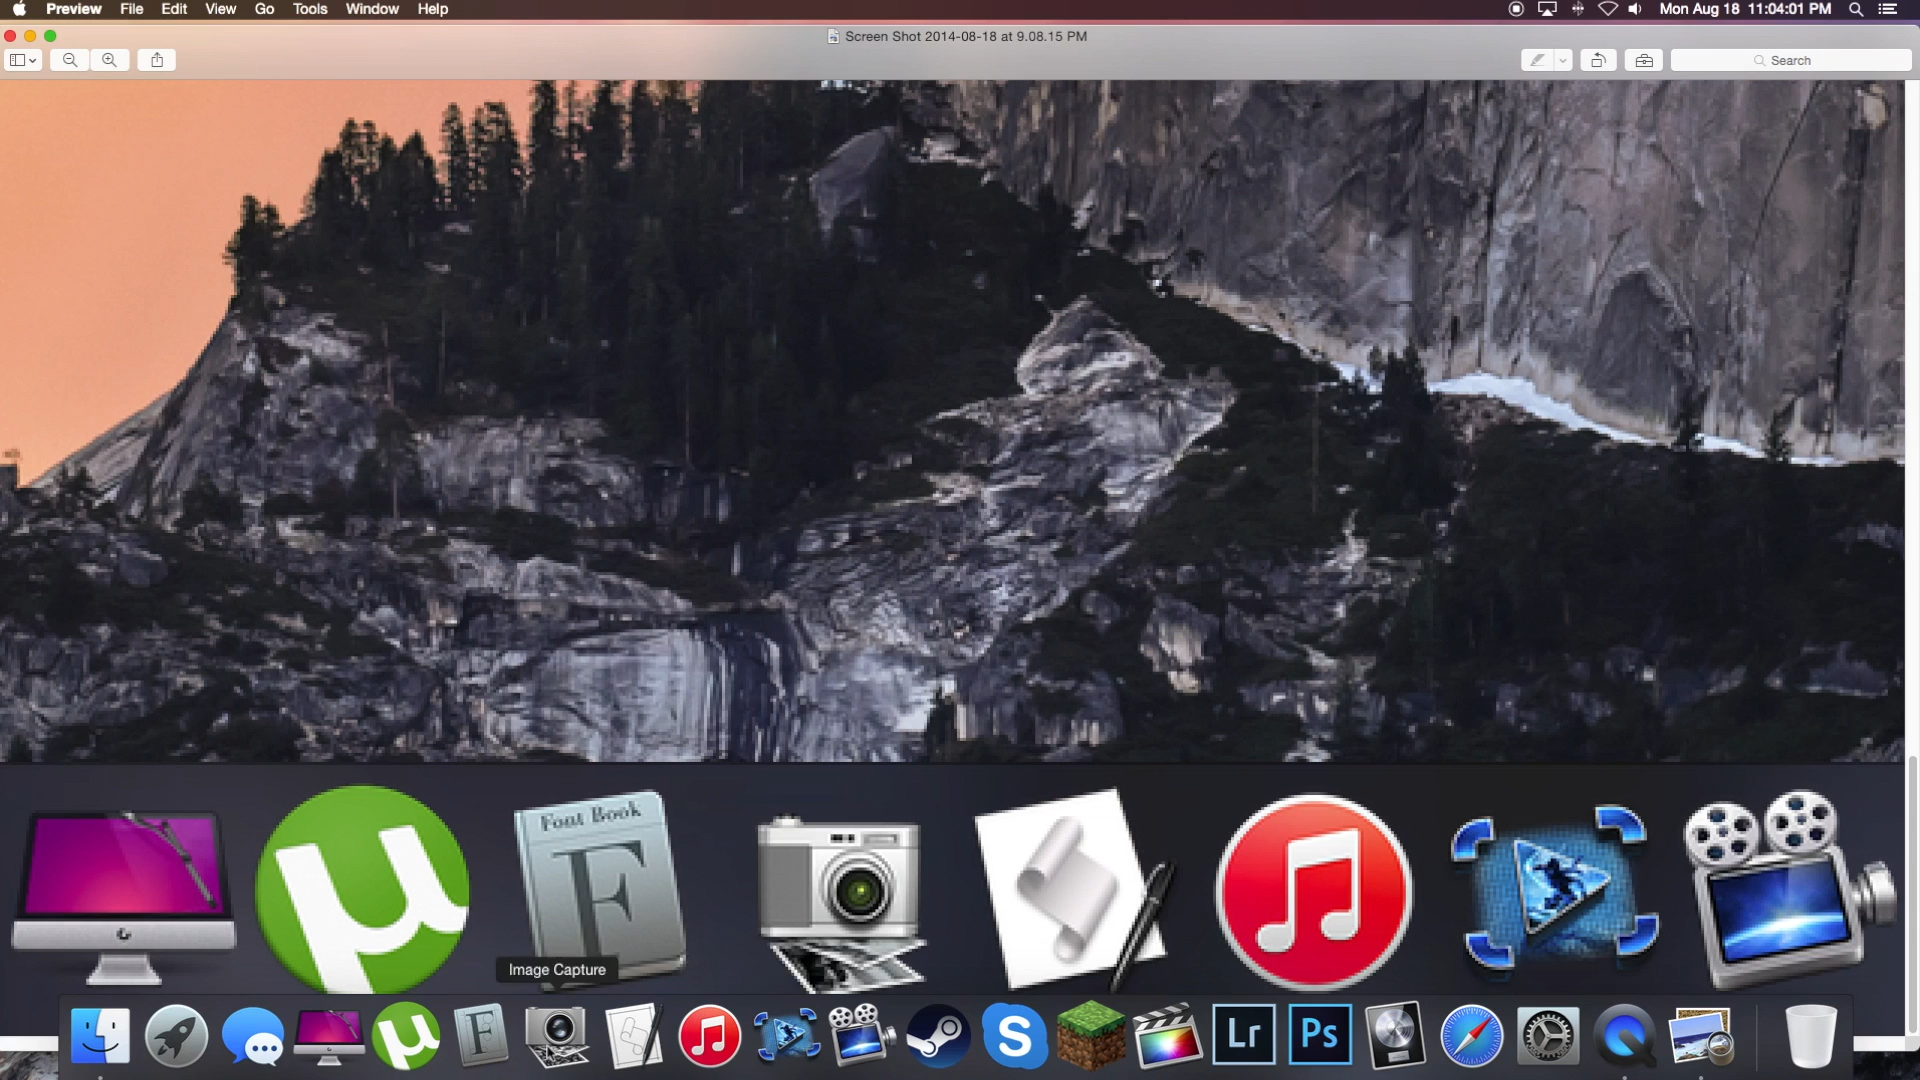 Preview File Edit View Go Tools Window Help Mon Aug 18 11:04:01 PM
Screen Shot 2014-08-18 at 9.08.15 PM
Search
Font Book
F
µ
Image Capture
µ
F
S
Lr
Ps